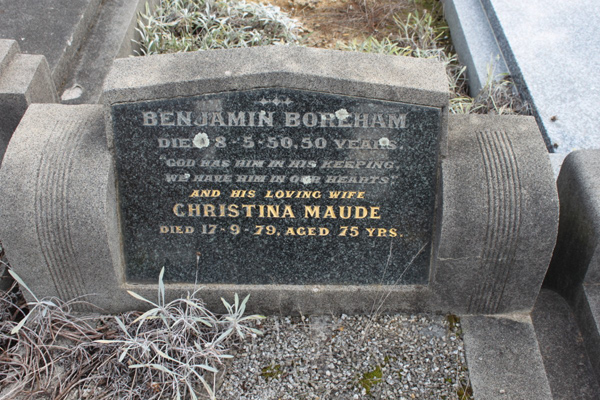 BENJAMIN BOREHAM
DIED 8-5-50, 50 YEARS
"GOD HAS HIM IN HIS KEEPING,
WE HAVE HIM IN OUR HEARTS"
AND HIS LOVING WIFE
CHRISTINA MAUDE
DIED 17-9-79, AGED 75 YRS.